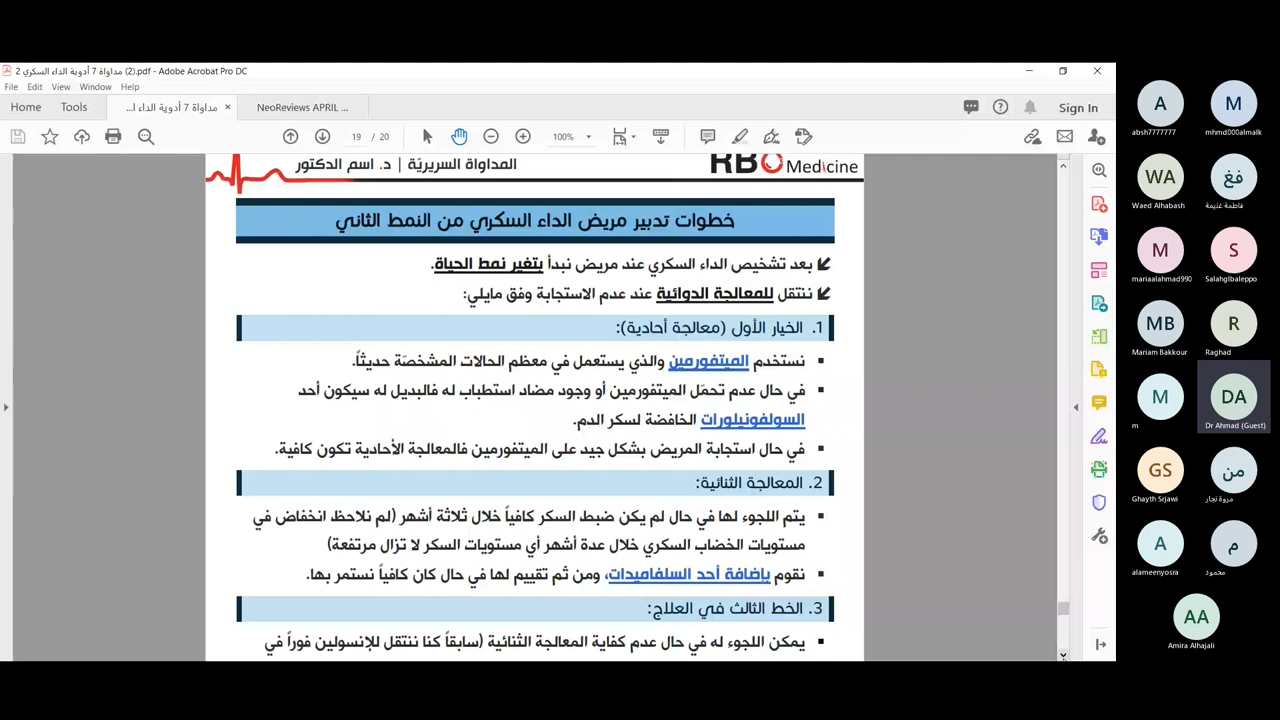 مداواة 7 أدوية الداء السكري 2 (2).pdf - Adobe Acrobat Pro DC
File Edit View Window Help
Home Tools
مداواة 7 أدوية الداء ا...
NeoReviews APRIL ...
Sign In
19 / 20
100%
المداواة السريريّة | د. اسم الدكتور
RBO Medicine
خطوات تدبير مريض الداء السكري من النمط الثاني
بعد تشخيص الداء السكري عند مريض نبدأ بتغير نمط الحياة.
ننتقل للمعالجة الدوائية عند عدم الاستجابة وفق مايلي:
1. الخيار الأول (معالجة أحادية):
نستخدم الميتفورمين والذي يستعمل في معظم الحالات المشخصّة حديثاً.
في حال عدم تحمّل الميتفورمين أو وجود مضاد استطباب له فالبديل له سيكون أحد
السولفونيلورات الخافضة لسكر الدم.
في حال استجابة المريض بشكل جيد على الميتفورمين فالمعالجة الأحادية تكون كافية.
2. المعالجة الثنائية:
يتم اللجوء لها في حال لم يكن ضبط السكر كافياً خلال ثلاثة أشهر (لم نلاحظ انخفاض في
مستويات الخضاب السكري خلال عدة أشهر أي مستويات السكر لا تزال مرتفعة)
نقوم بإضافة أحد السلفاميدات، ومن ثم تقييم لها في حال كان كافياً نستمر بها.
3. الخط الثالث في العلاج:
يمكن اللجوء له في حال عدم كفاية المعالجة الثنائية (سابقاً كنا ننتقل للإنسولين فوراً في
A
absh7777777
M
mhmd000almalk
WA
Waed Alhabash
فغ
فاطمة غنيمة
M
mariaalahmad990
S
Salahglbaleppo
MB
Mariam Bakkour
R
Raghad
M
m
DA
Dr Ahmad (Guest)
GS
Ghayth Srjawi
من
مروة نجار
A
alameenyosra
م
محمود
AA
Amira Alhajali